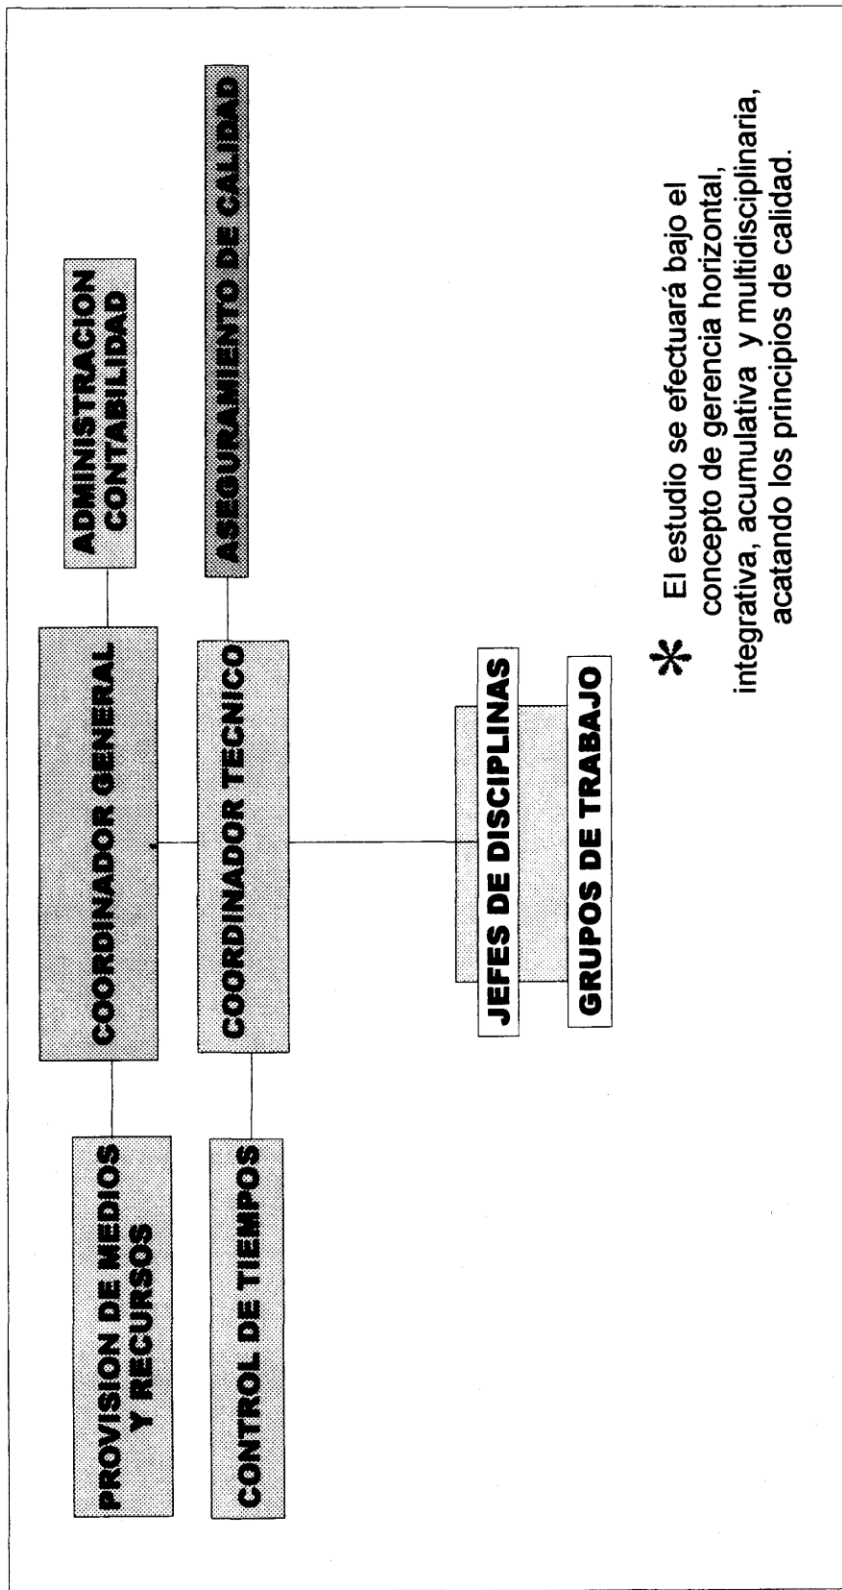 PROVISION DE MEDIOS
Y RECURSOS
COORDINADOR GENERAL
ADMINISTRACION
CONTABILIDAD
CONTROL DE TIEMPOS
COORDINADOR TECNICO
ASEGURAMIENTO DE CALIDAD
JEFES DE DISCIPLINAS
GRUPOS DE TRABAJO
* El estudio se efectuará bajo el
concepto de gerencia horizontal,
integrativa, acumulativa y multidisciplinaria,
acatando los principios de calidad.